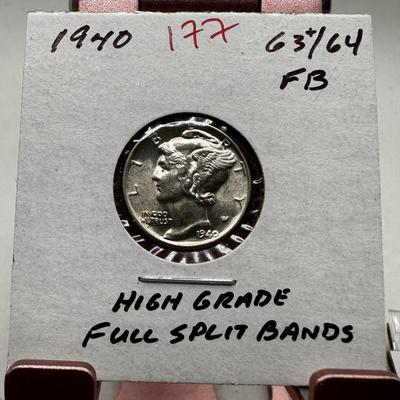 1940 177 63+/64
FB
LIBERTY
IN GOD
WE TRUST
1940
HIGH GRADE
FULL SPLIT BANDS